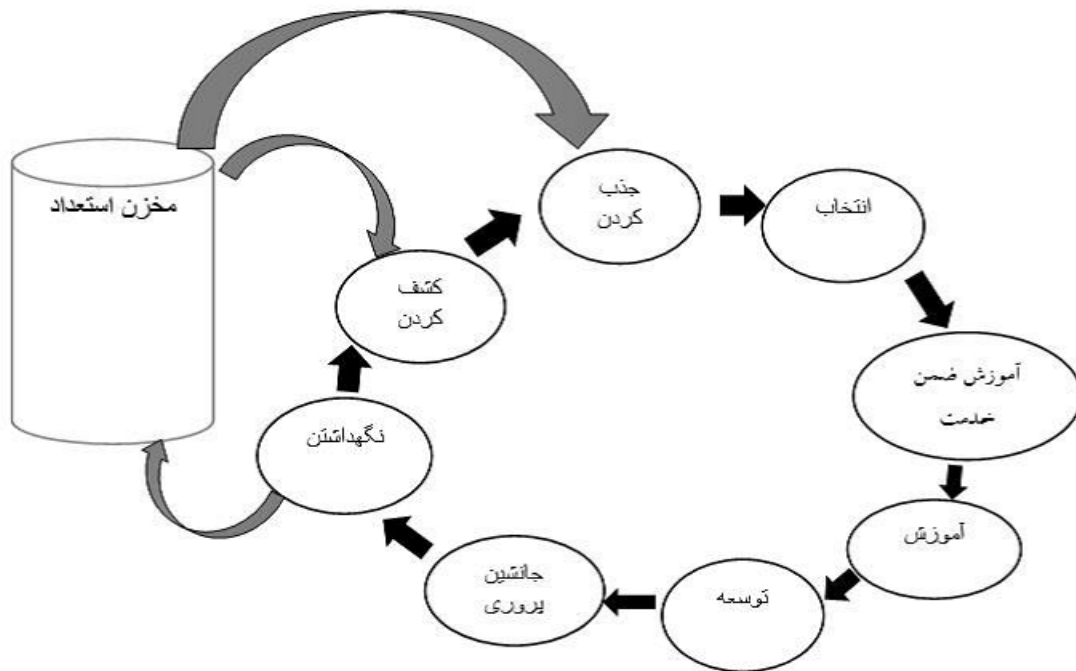 مخزن استعداد
جذب
کردن
انتخاب
کشف
کردن
آموزش ضمن
خدمت
نگهداشتن
آموزش
توسعه
جانشین
پروری